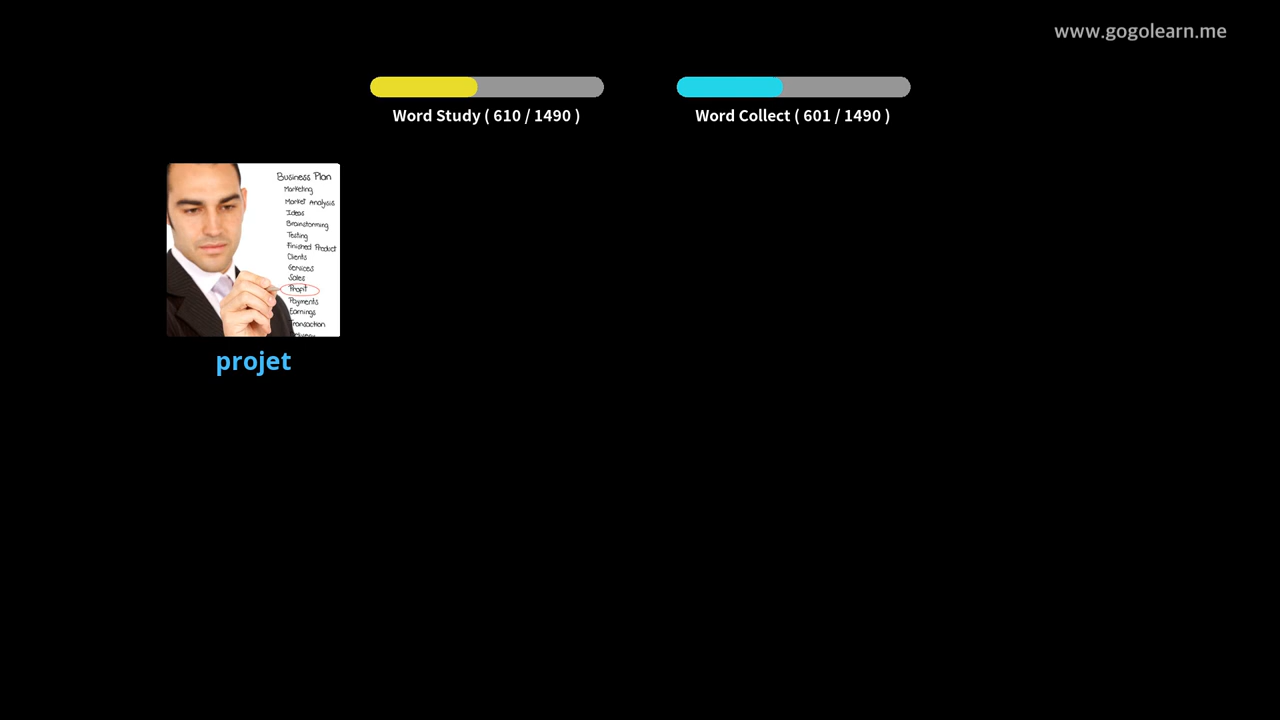 www.gogolearn.me
Word Study ( 610 / 1490 )
Word Collect ( 601 / 1490 )
Business Plan
Marketing
Market Analysis
Ideas
Brainstorming
Testing
Finished Product
Clients
Services
Sales
Profit
Payments
Earnings
Transaction
Delivery
projet